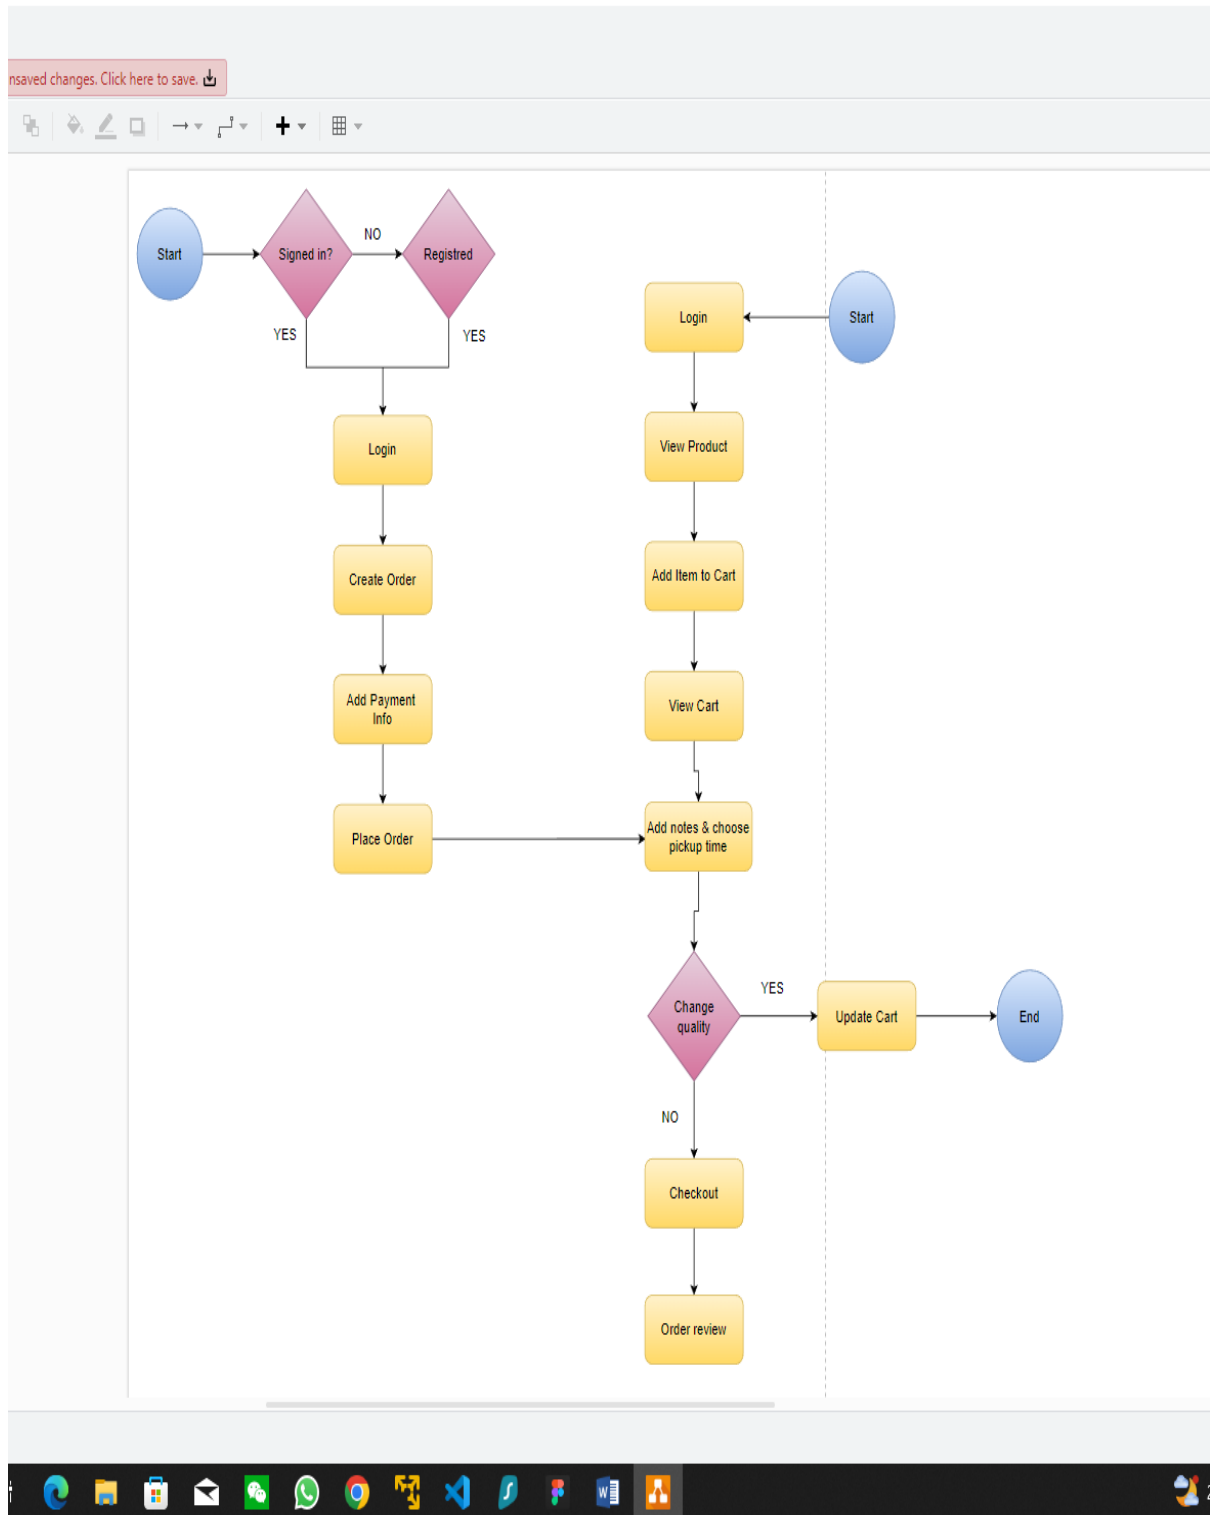 nsaved changes. Click here to save.
Start
Signed in?
NO
Registred
YES
YES
Login
Create Order
Add Payment
Info
Place Order
Start
Login
View Product
Add Item to Cart
View Cart
Add notes & choose
pickup time
Change
quality
YES
Update Cart
End
NO
Checkout
Order review